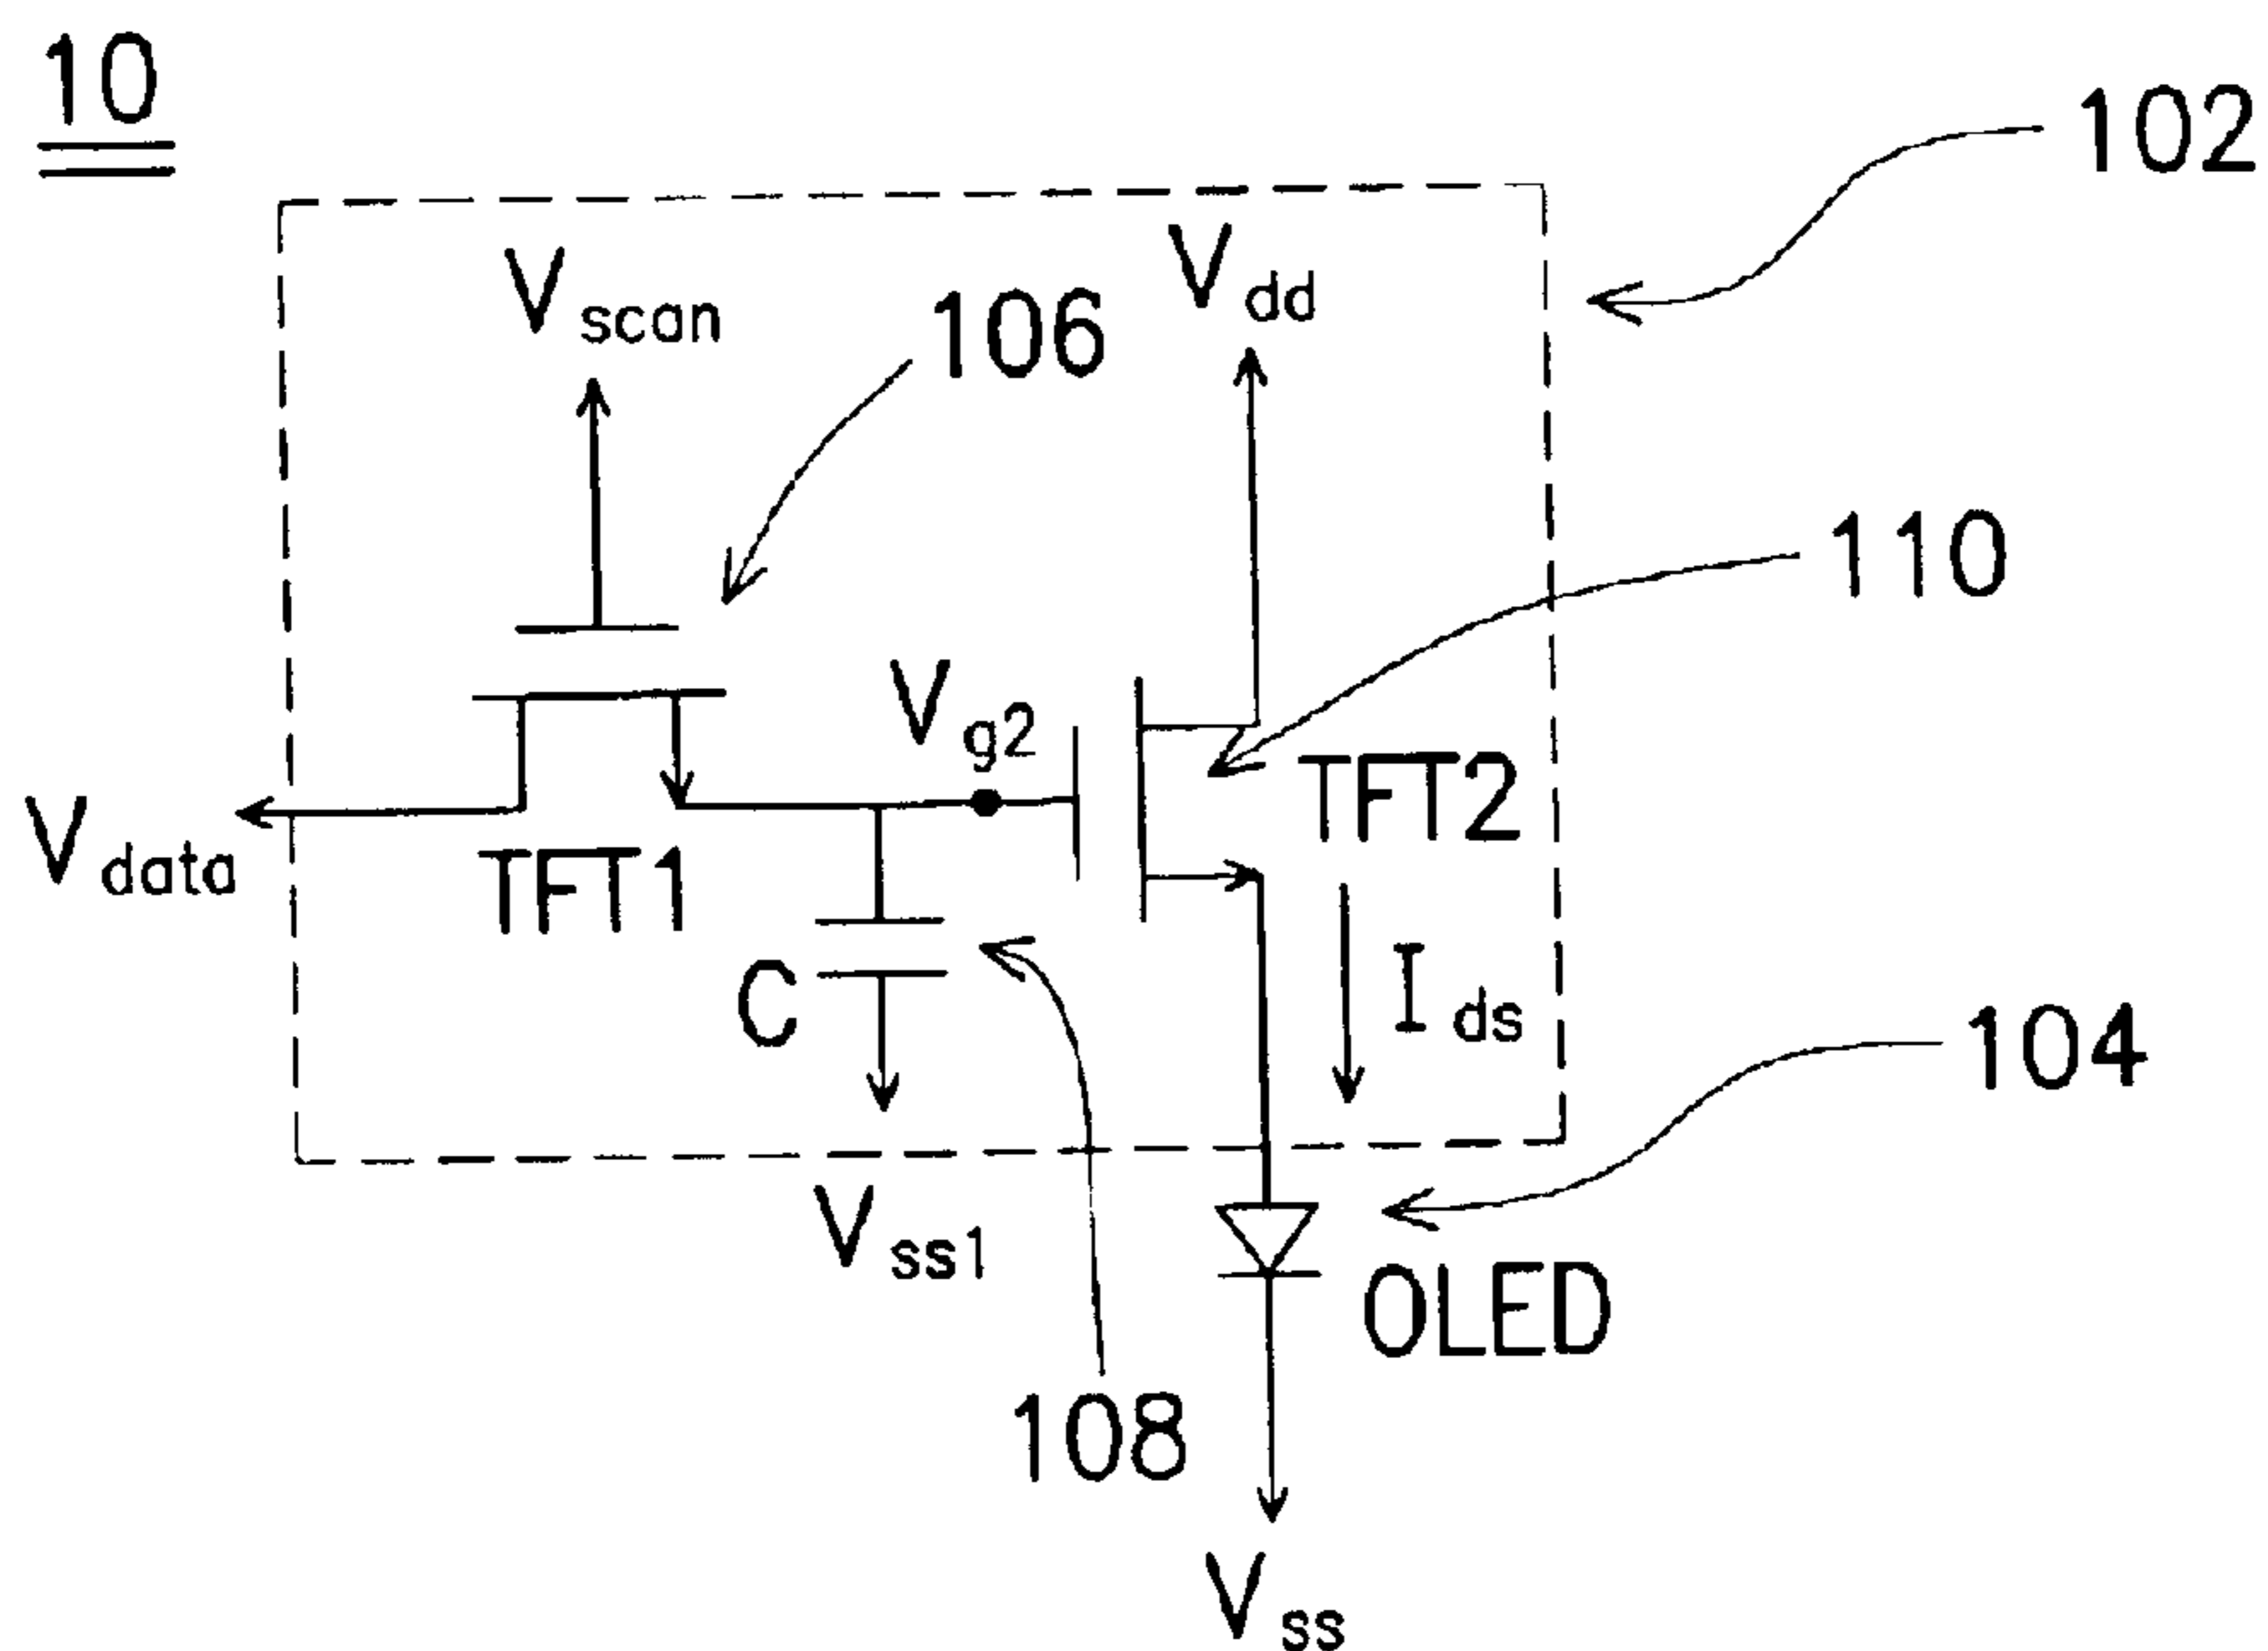 10
102
Vscan
106
Vdd
110
Vg2
TFT2
Vdata
TFT1
C
Ids
104
Vss1
OLED
108
Vss